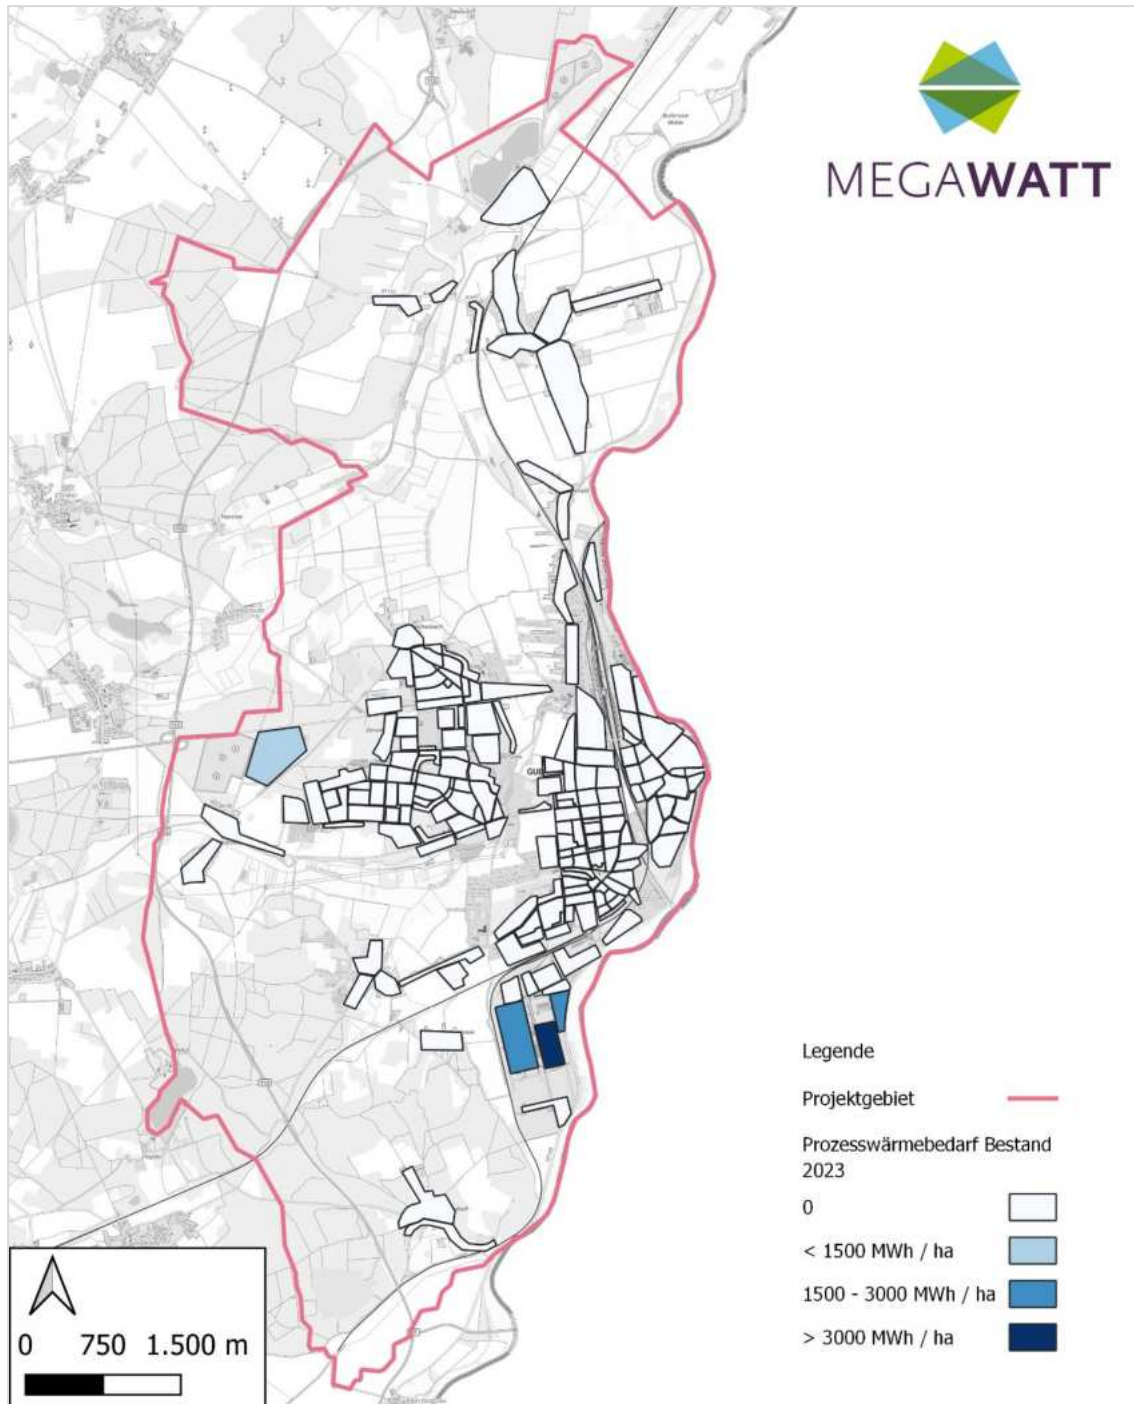 MEGAWATT
GUB
Legende
Projektgebiet
Prozesswärmebedarf Bestand
2023
0
< 1500 MWh / ha
1500 - 3000 MWh / ha
> 3000 MWh / ha
0 750 1.500 m